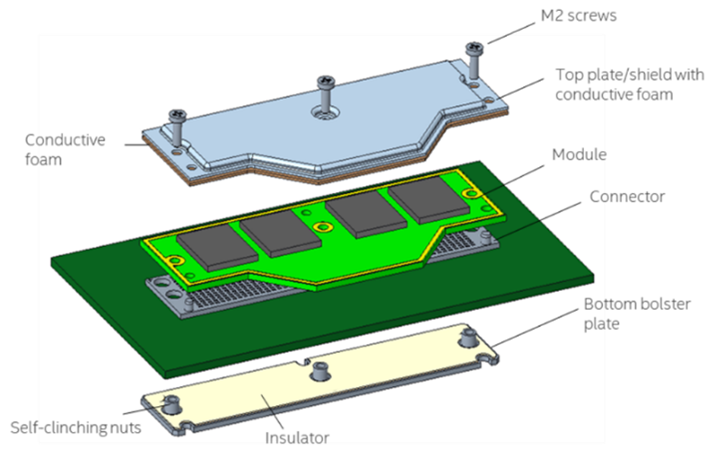 M2 screws
Top plate/shield with
conductive foam
Conductive
foam
Module
Connector
Bottom bolster
plate
Self-clinching nuts
Insulator